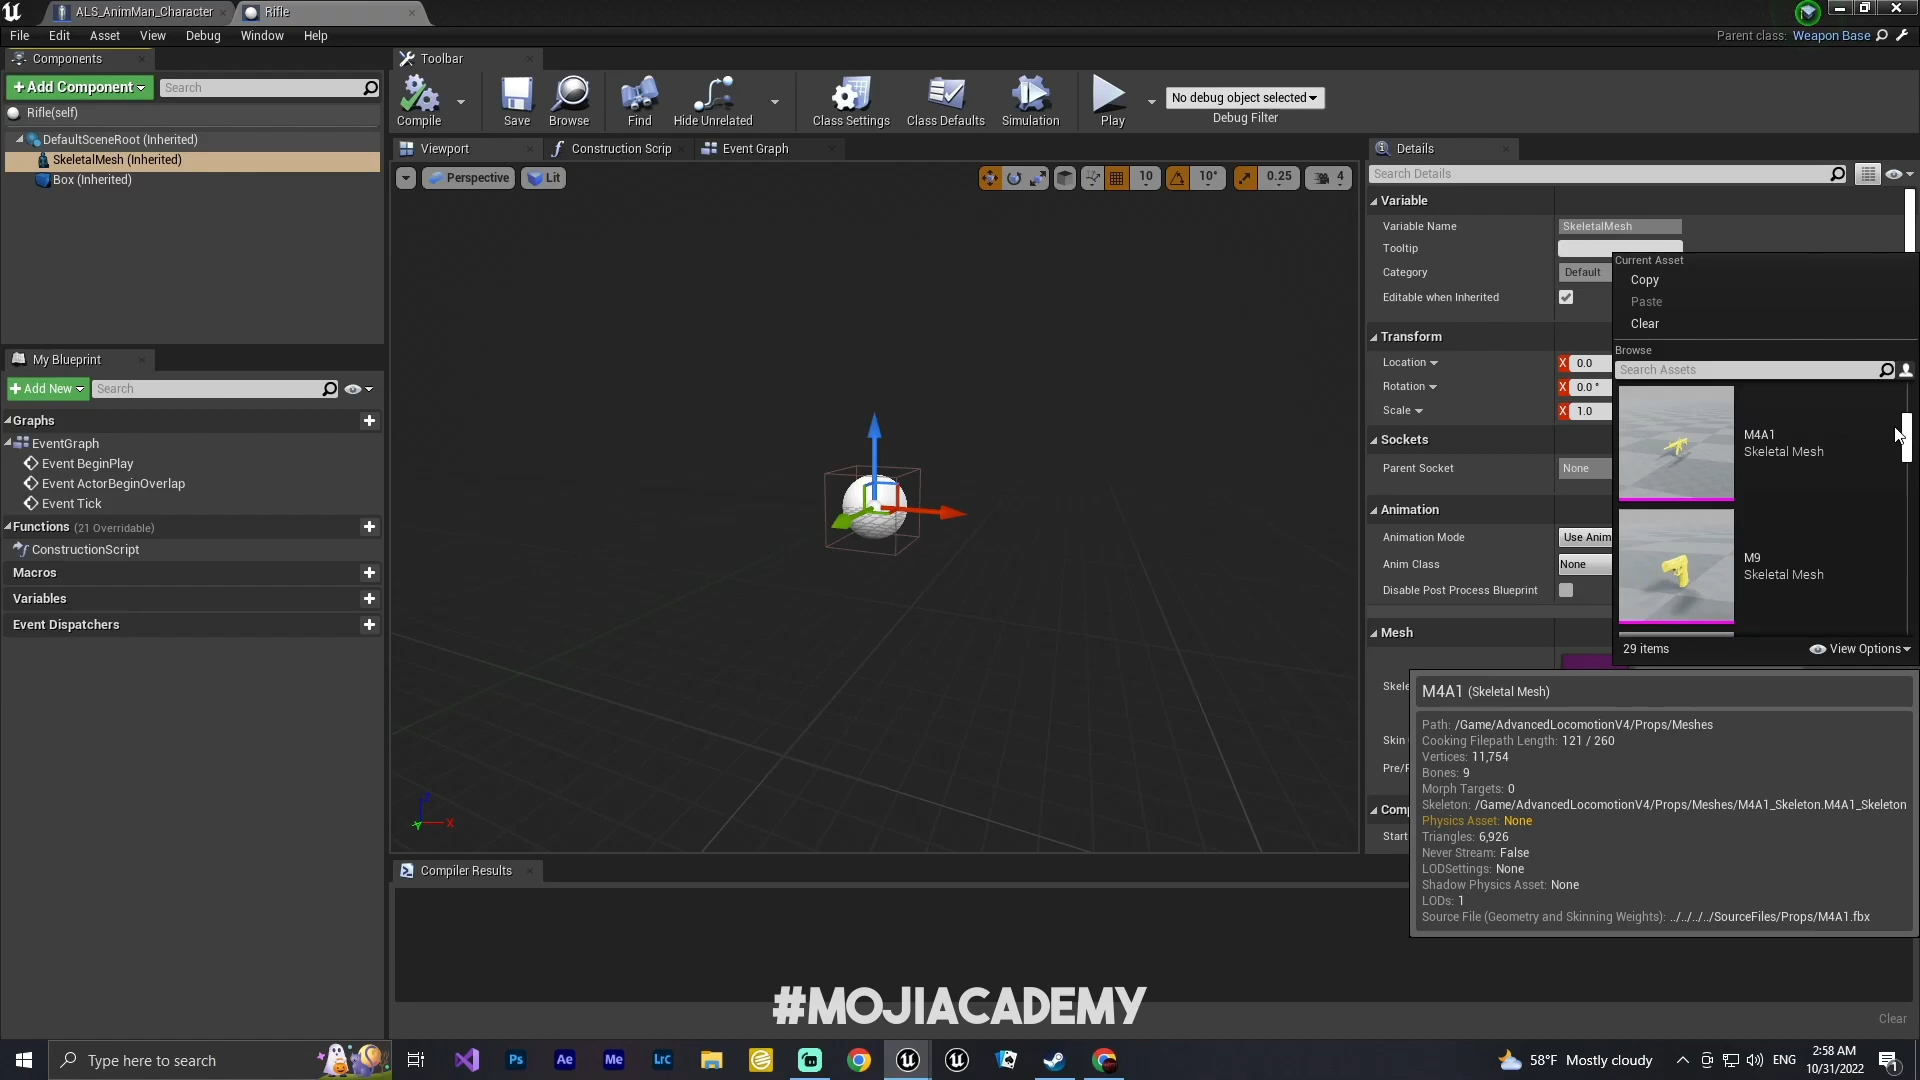 ALS_AnimMan_Character
Rifle
File Edit Asset View Debug Window Help
Parent class: Weapon Base
Components
+Add Component
Search
Rifle(self)
DefaultSceneRoot (Inherited)
SkeletalMesh (Inherited)
Box (Inherited)
My Blueprint
+Add New
Search
Graphs
EventGraph
Event BeginPlay
Event ActorBeginOverlap
Event Tick
Functions (21 Overridable)
ConstructionScript
Macros
Variables
Event Dispatchers
Toolbar
Compile
Save
Browse
Find
Hide Unrelated
Class Settings
Class Defaults
Simulation
Play
No debug object selected
Debug Filter
Viewport
Construction Scrip
Event Graph
Perspective
Lit
10
10°
0.25
4
Z
X
Y
Compiler Results
Clear
Details
Search Details
Variable
Variable Name SkeletalMesh
Tooltip
Category Default
Editable when Inherited
Transform
Location X 0.0
Rotation X 0.0 °
Scale X 1.0
Sockets
Parent Socket None
Animation
Animation Mode Use Anim
Anim Class None
Disable Post Process Blueprint
Mesh
Skele
Skin
Pre/F
Comp
Start
Current Asset
Copy
Paste
Clear
Browse
Search Assets
M4A1
Skeletal Mesh
M9
Skeletal Mesh
29 items
View Options
M4A1 (Skeletal Mesh)
Path: /Game/AdvancedLocomotionV4/Props/Meshes
Cooking Filepath Length: 121 / 260
Vertices: 11,754
Bones: 9
Morph Targets: 0
Skeleton: /Game/AdvancedLocomotionV4/Props/Meshes/M4A1_Skeleton.M4A1_Skeleton
Physics Asset: None
Triangles: 6,926
Never Stream: False
LODSettings: None
Shadow Physics Asset: None
LODs: 1
Source File (Geometry and Skinning Weights): ../../../../SourceFiles/Props/M4A1.fbx
#MOJIACADEMY
Type here to search
Ps
Ae
Me
Lrc
58°F Mostly cloudy
ENG
2:58 AM
10/31/2022
1